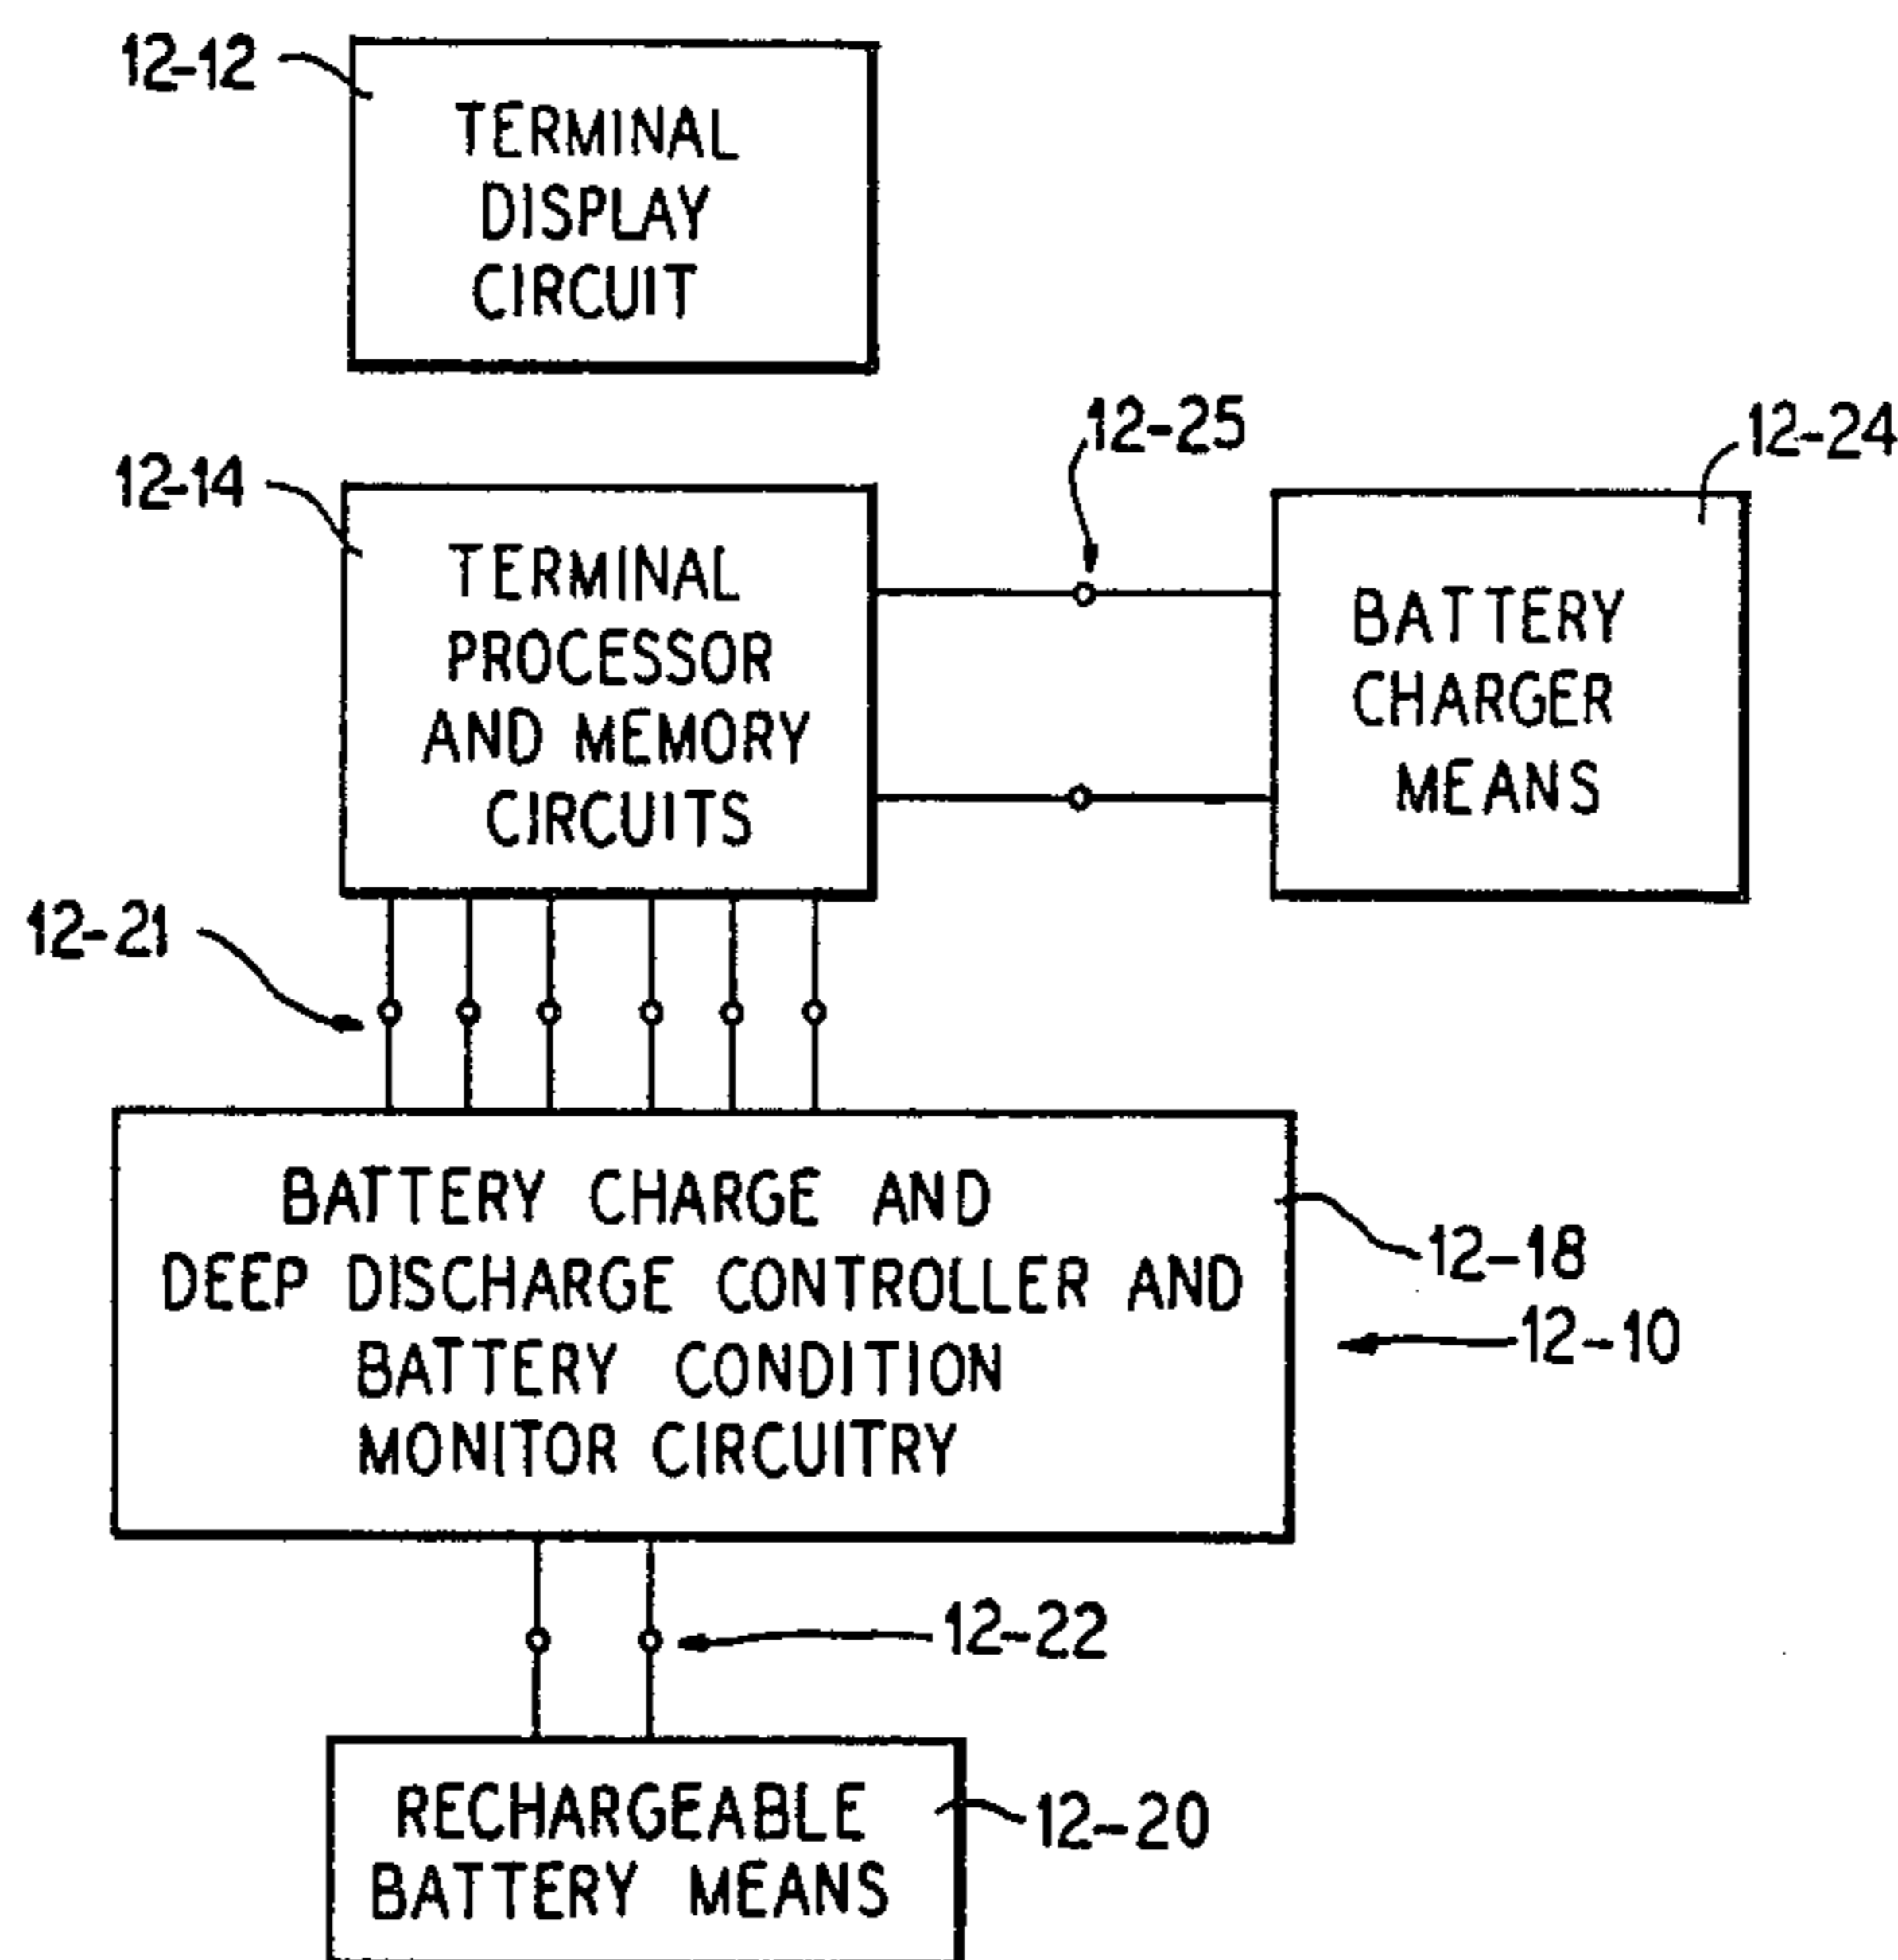 12-12
TERMINAL
DISPLAY
CIRCUIT
12-25
12-24
12-14
TERMINAL
PROCESSOR
AND MEMORY
CIRCUITS
BATTERY
CHARGER
MEANS
12-21
BATTERY CHARGE AND
DEEP DISCHARGE CONTROLLER AND
BATTERY CONDITION
MONITOR CIRCUITRY
12-18
12-10
12-22
RECHARGEABLE
BATTERY MEANS
12-20